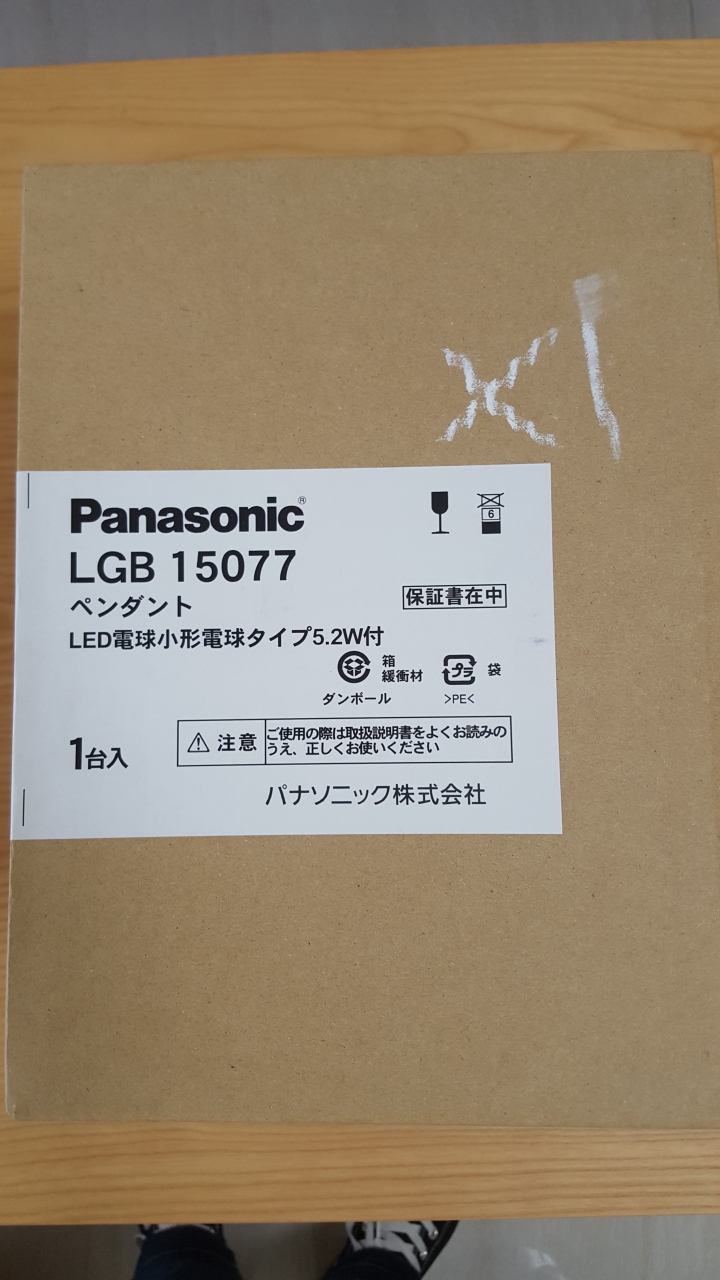 x1
Panasonic®
LGB 15077
ペンダント
保証書在中
LED電球小形電球タイプ5.2W付
6
箱
緩衝材
ダンボール
プラ
袋
>PE<
1台入
注意
ご使用の際は取扱説明書をよくお読みの
うえ、正しくお使いください
パナソニック株式会社